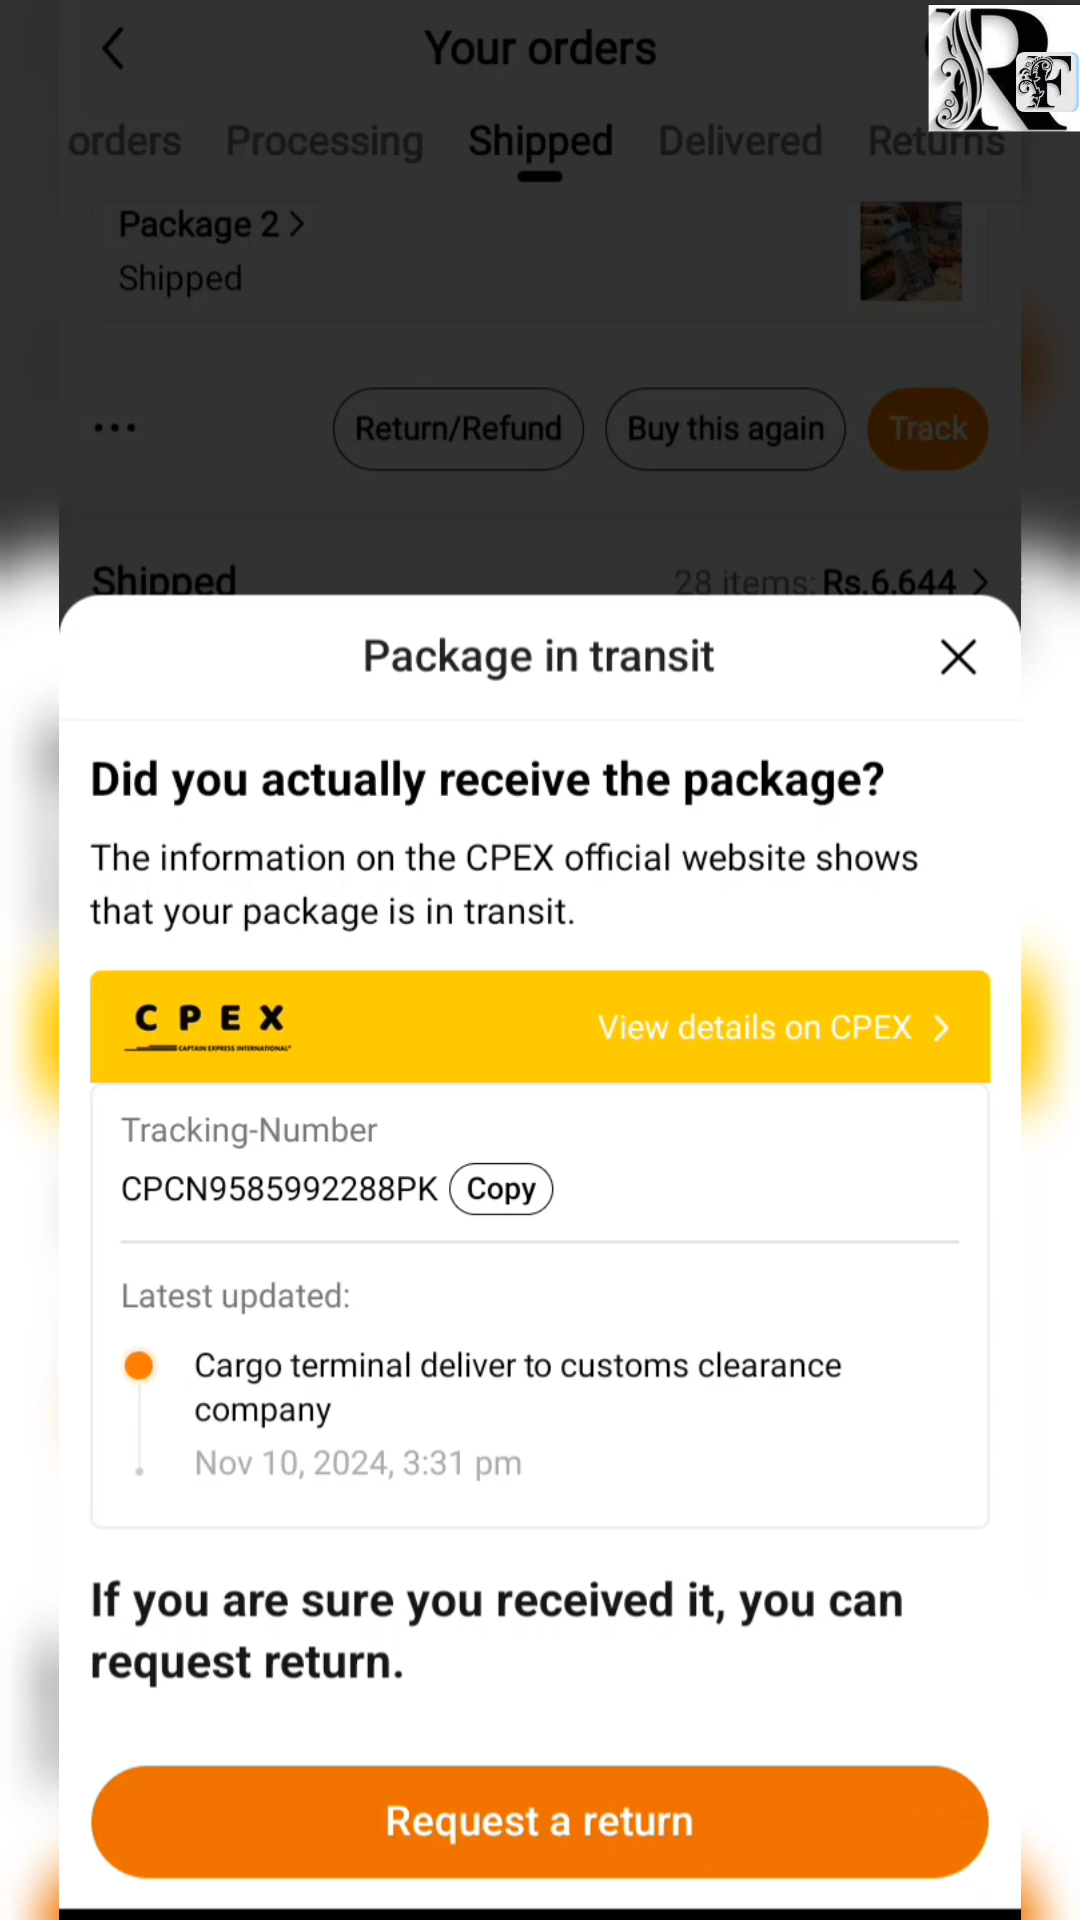 Your orders
R
F
orders Processing Shipped Delivered Returns
Package 2 >
Shipped
... Return/Refund Buy this again Track
Shipped 28 items: Rs.6,644 >
Package in transit
Did you actually receive the package?
The information on the CPEX official website shows
that your package is in transit.
CPEX
CAPTAIN EXPRESS INTERNATIONAL
View details on CPEX >
Tracking-Number
CPCN9585992288PK Copy
Latest updated:
Cargo terminal deliver to customs clearance
company
Nov 10, 2024, 3:31 pm
If you are sure you received it, you can
request return.
Request a return